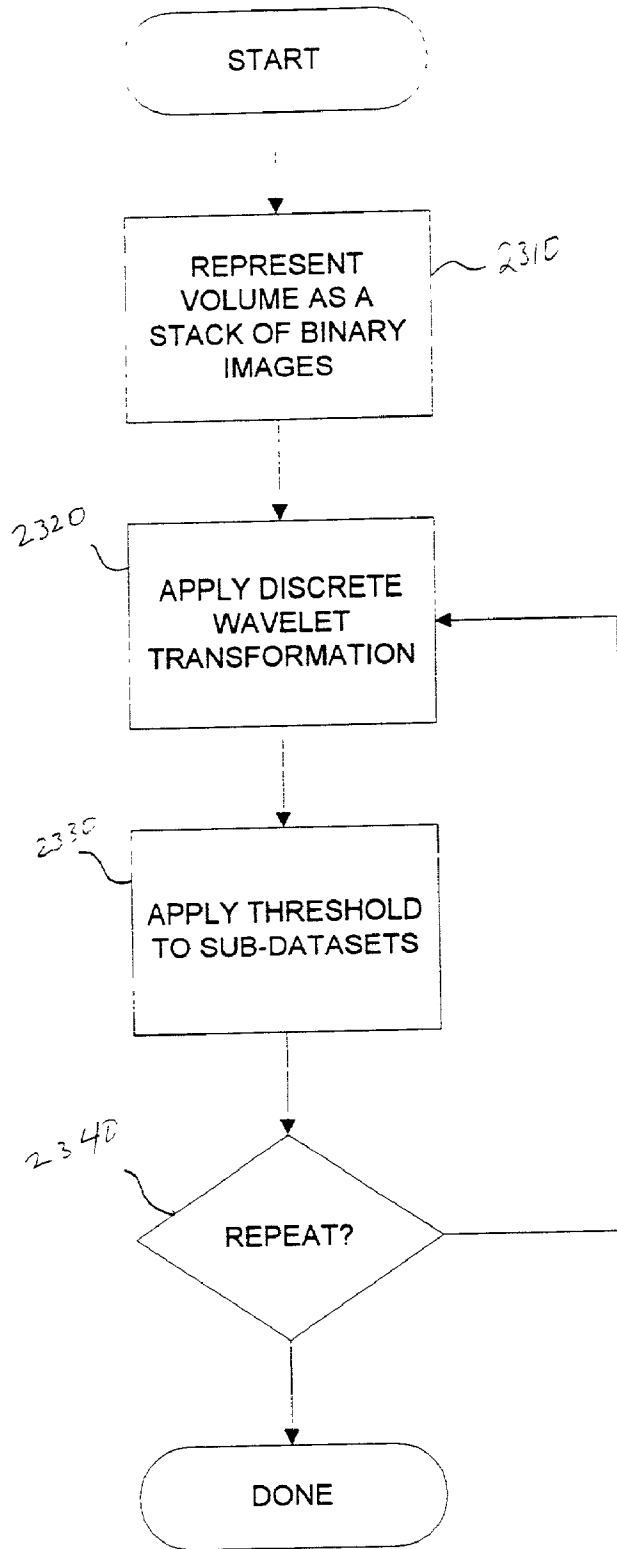 START
REPRESENT
VOLUME AS A
STACK OF BINARY
IMAGES
2310
2320
APPLY DISCRETE
WAVELET
TRANSFORMATION
2330
APPLY THRESHOLD
TO SUB-DATASETS
2340
REPEAT?
DONE